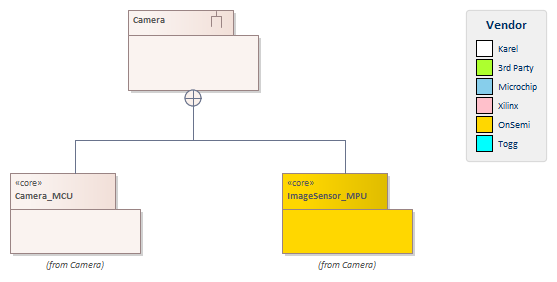 Camera
Vendor
Karel
3rd Party
Microchip
Xilinx
OnSemi
Togg
«core»
Camera_MCU
(from Camera)
«core»
ImageSensor_MPU
(from Camera)